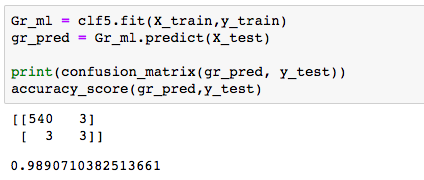 Gr_ml = clf5.fit(X_train,y_train)
gr_pred = Gr_ml.predict(X_test)
print(confusion_matrix(gr_pred, y_test))
accuracy_score(gr_pred,y_test)
[[540 3]
[ 3 3]]
0.9890710382513661